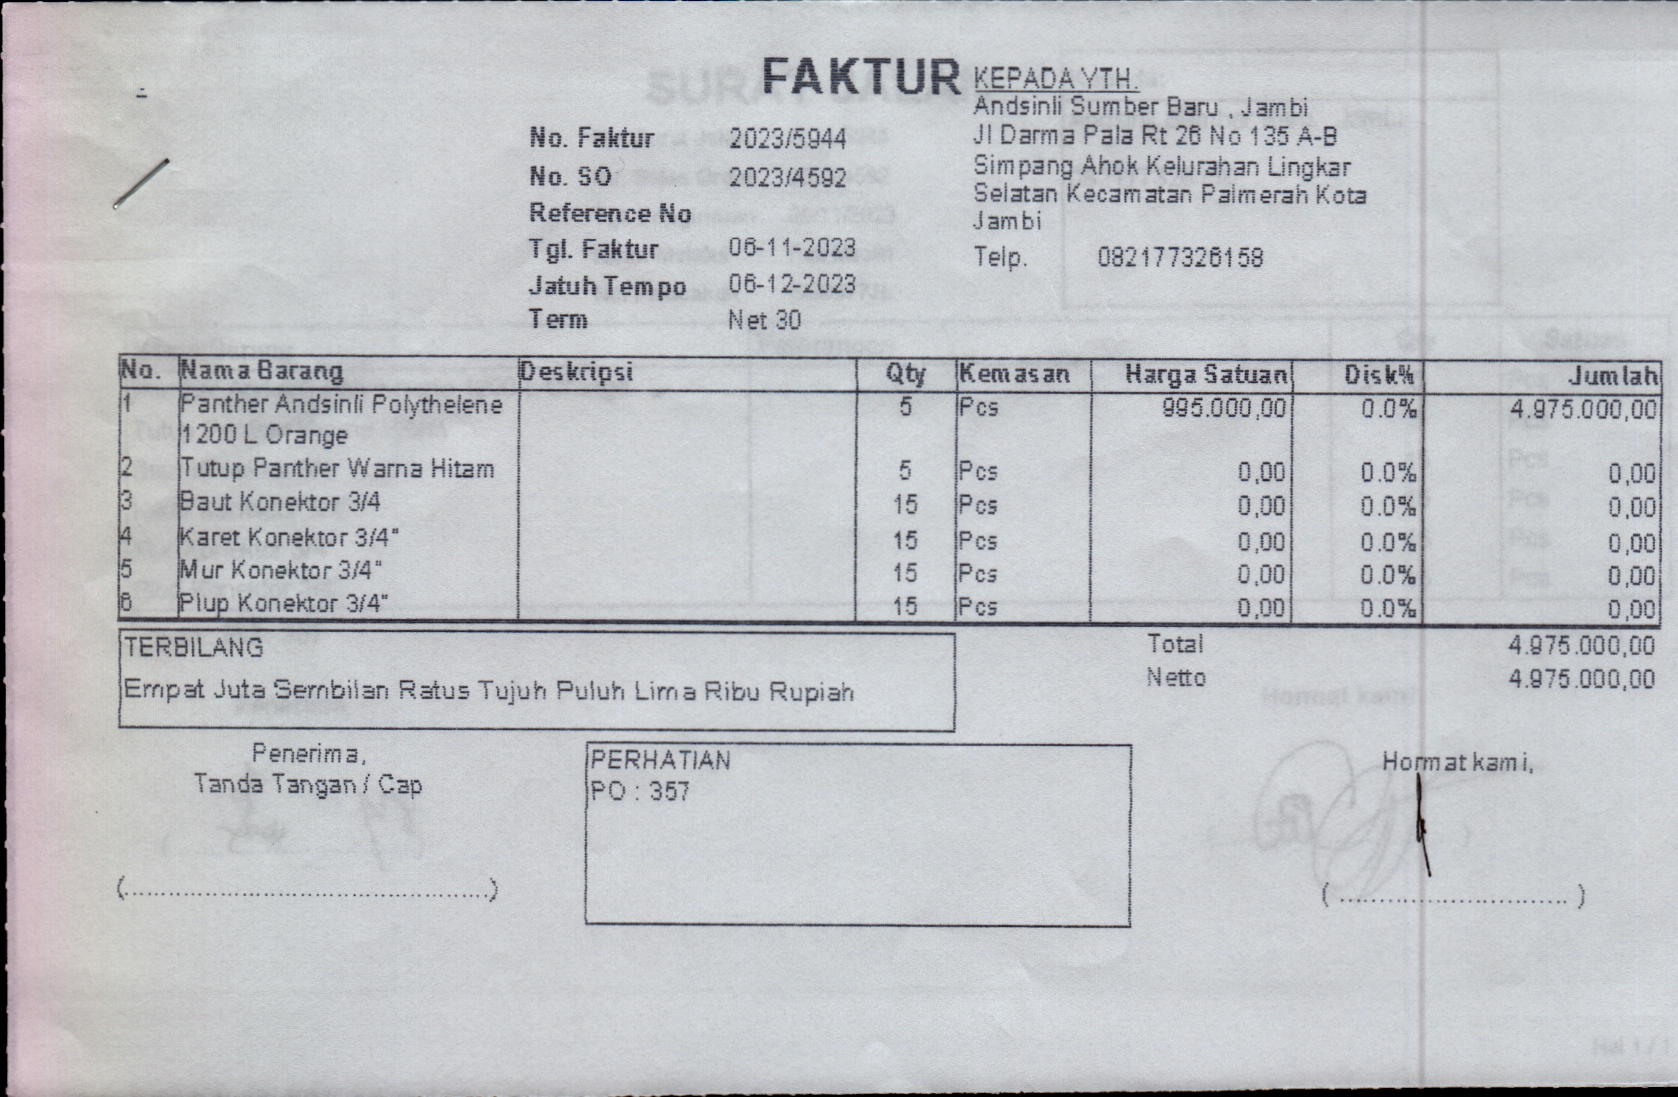 FAKTUR
No. Faktur 2023/5944
No. SO 2023/4592
Reference No
Tgl. Faktur 06-11-2023
Jatuh Tempo 06-12-2023
Term Net 30
KEPADA YTH.
Andsinli Sumber Baru , Jambi
Jl Darma Pala Rt 26 No 135 A-B
Simpang Ahok Kelurahan Lingkar
Selatan Kecamatan Palmerah Kota
Jambi
Telp. 082177326158
No. Nama Barang Deskripsi Qty Kemasan Harga Satuan Disk% Jumlah
1 Panther Andsinli Polythelene 5 Pcs 995.000,00 0.0% 4.975.000,00
1200 L Orange
2 Tutup Panther Warna Hitam 5 Pcs 0,00 0.0% 0,00
3 Baut Konektor 3/4 15 Pcs 0,00 0.0% 0,00
4 Karet Konektor 3/4" 15 Pcs 0,00 0.0% 0,00
5 Mur Konektor 3/4" 15 Pcs 0,00 0.0% 0,00
6 Plup Konektor 3/4" 15 Pcs 0,00 0.0% 0,00
TERBILANG
Empat Juta Sembilan Ratus Tujuh Puluh Lima Ribu Rupiah
Total 4.975.000,00
Netto 4.975.000,00
Penerima,
Tanda Tangan / Cap
(..........................................)
PERHATIAN
PO : 357
Hormat kami,
( ............................ )